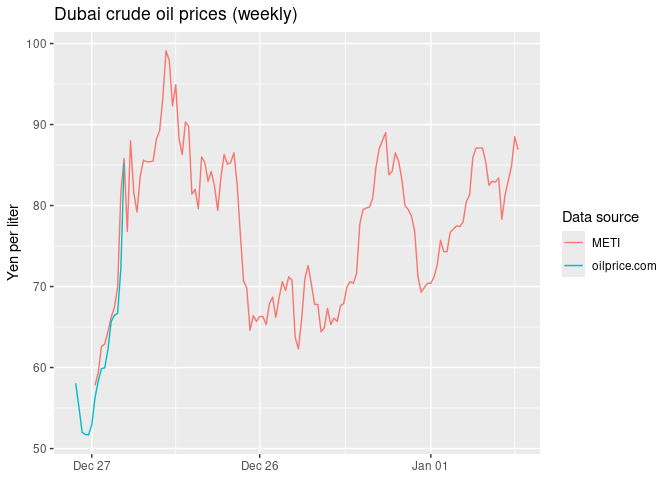 Dubai crude oil prices (weekly)
Yen per liter
100
90
80
70
60
50
Dec 27
Dec 26
Jan 01
Data source
METI
oilprice.com